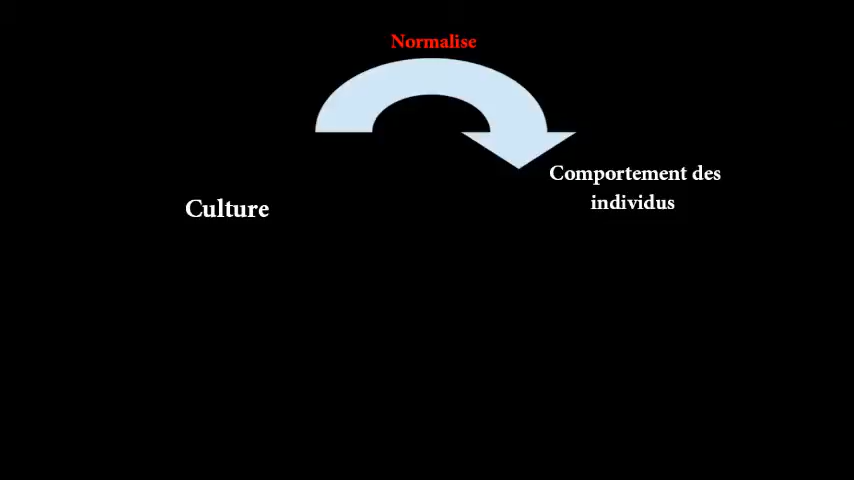 Normalise
Comportement des
individus
Culture